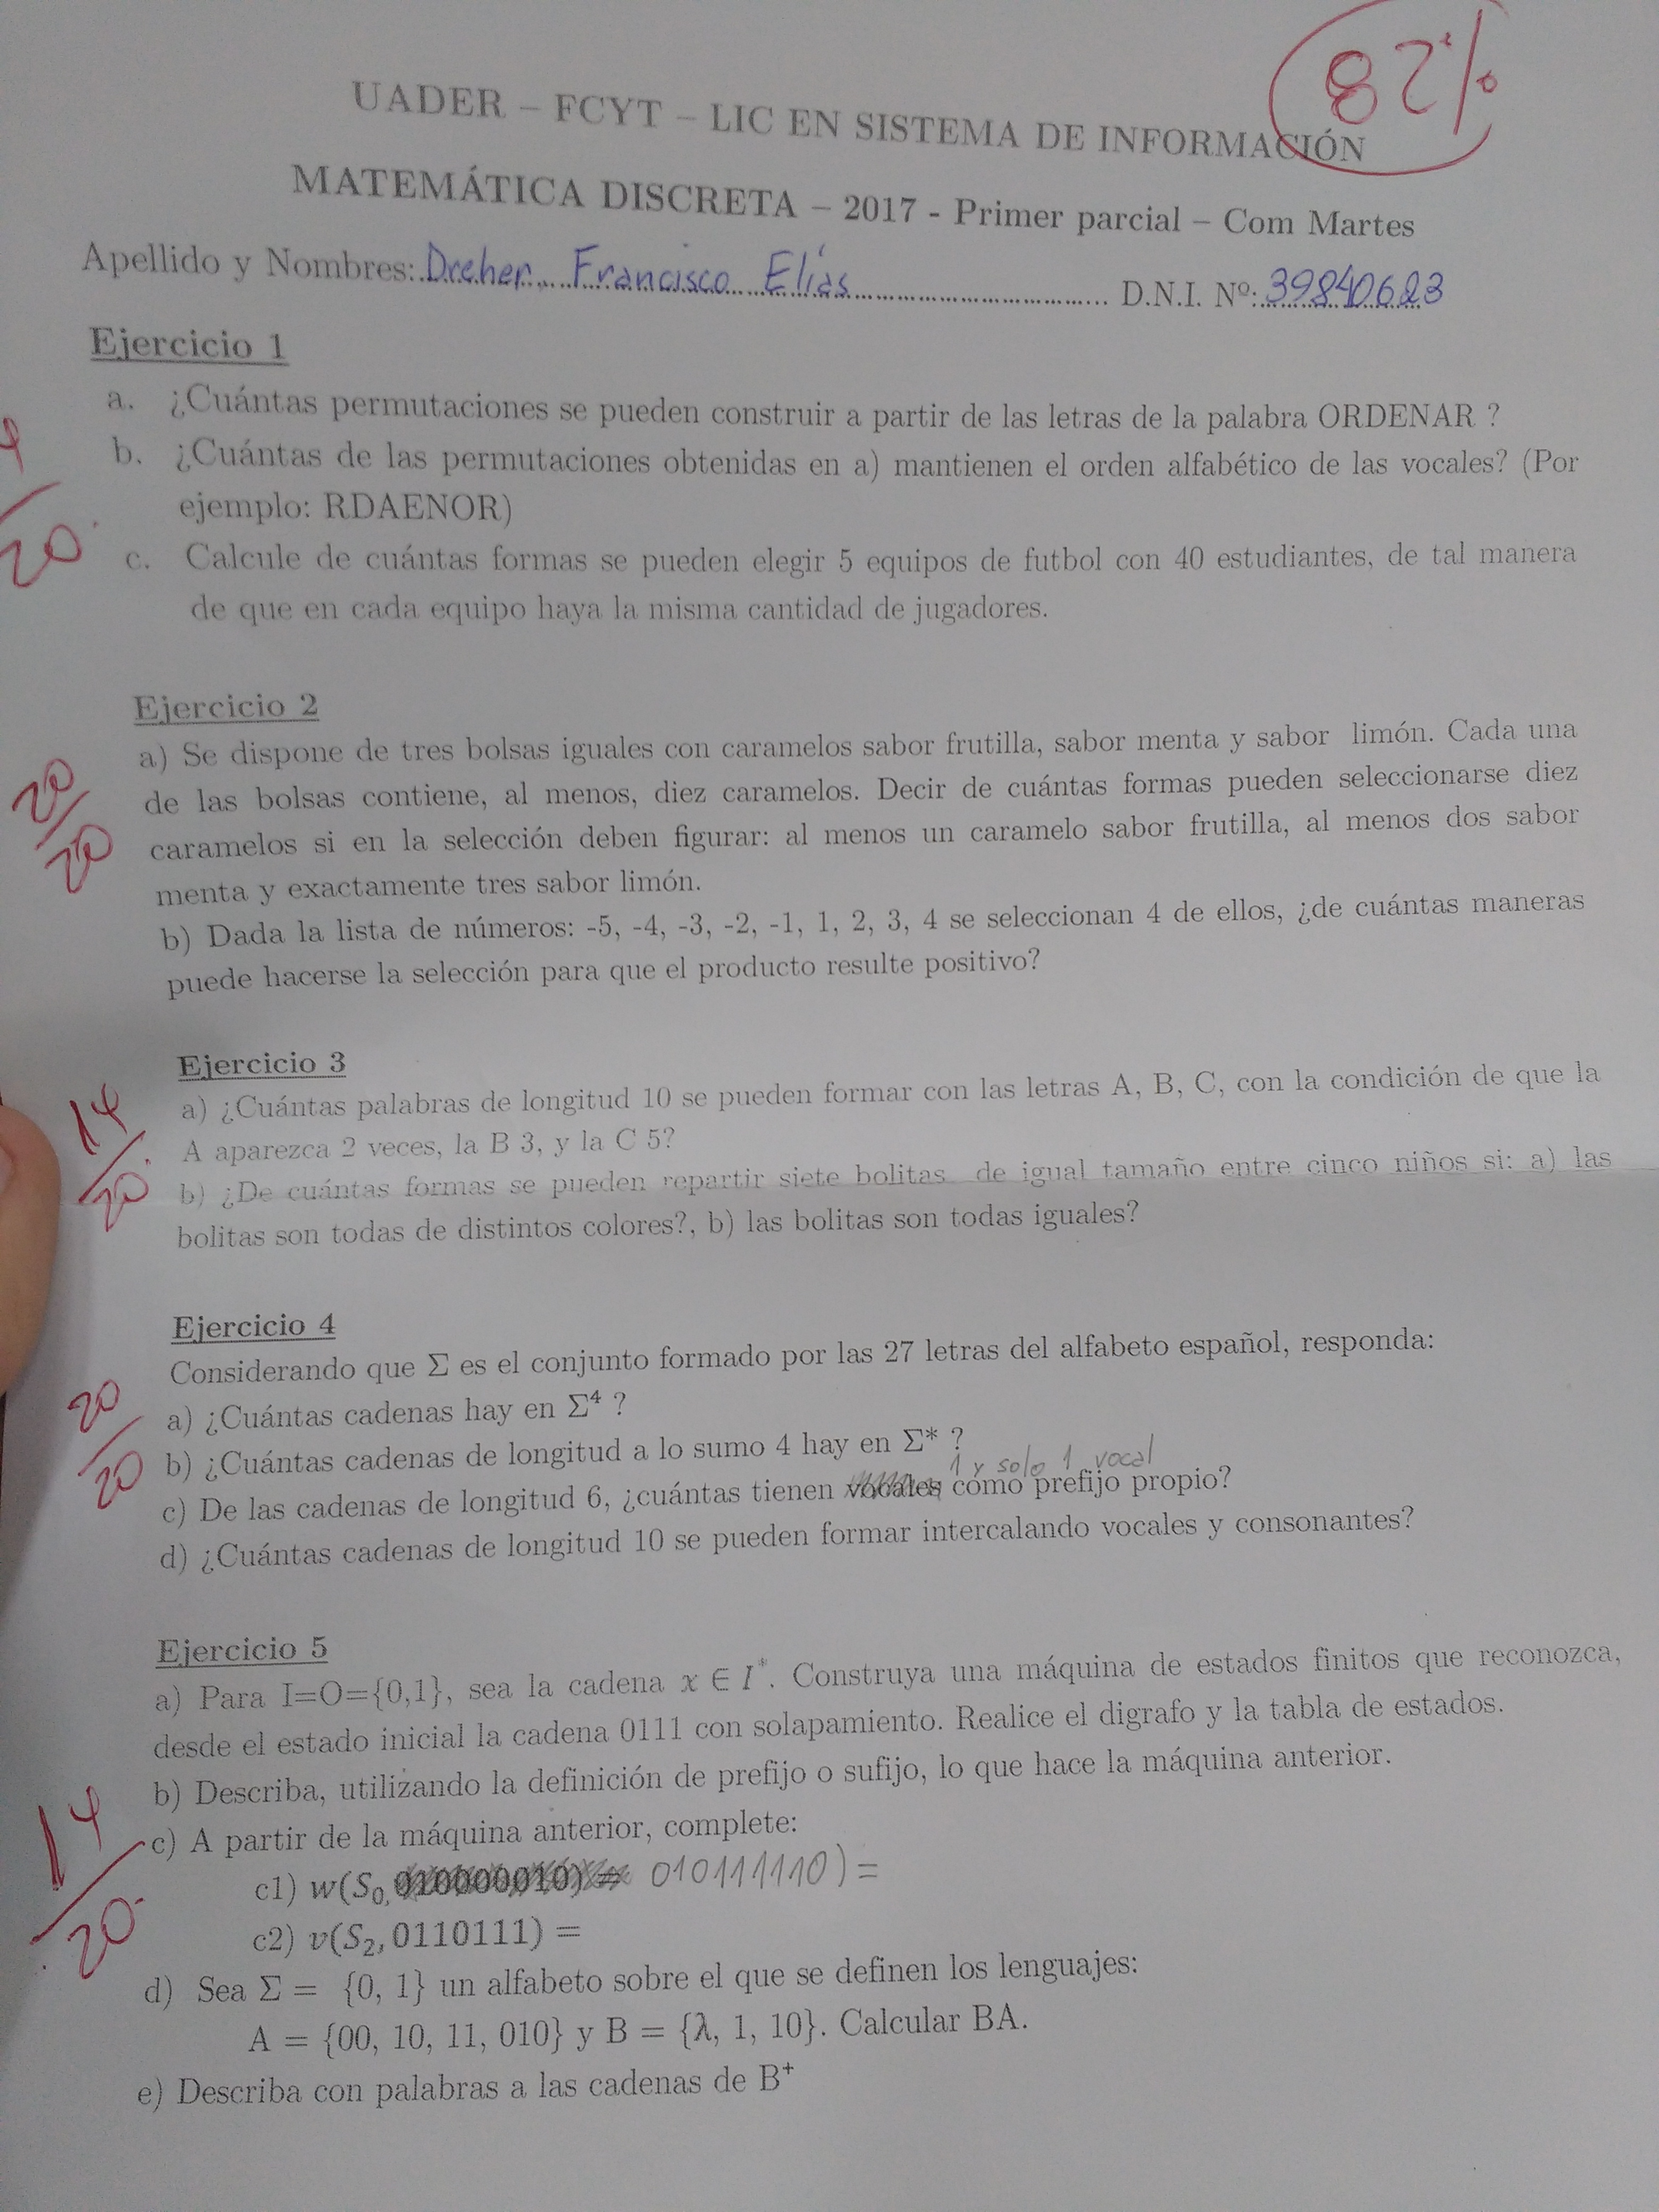 82%
UADER – FCYT – LIC EN SISTEMA DE INFORMACIÓN
MATEMÁTICA DISCRETA – 2017 - Primer parcial – Com Martes
Apellido y Nombres: Dreher, Francisco Elías D.N.I. Nº: 39840623
Ejercicio 1
a. ¿Cuántas permutaciones se pueden construir a partir de las letras de la palabra ORDENAR ?
b. ¿Cuántas de las permutaciones obtenidas en a) mantienen el orden alfabético de las vocales? (Por
ejemplo: RDAENOR)
20
c. Calcule de cuántas formas se pueden elegir 5 equipos de futbol con 40 estudiantes, de tal manera
de que en cada equipo haya la misma cantidad de jugadores.
Ejercicio 2
20/20
a) Se dispone de tres bolsas iguales con caramelos sabor frutilla, sabor menta y sabor limón. Cada una
de las bolsas contiene, al menos, diez caramelos. Decir de cuántas formas pueden seleccionarse diez
caramelos si en la selección deben figurar: al menos un caramelo sabor frutilla, al menos dos sabor
menta y exactamente tres sabor limón.
b) Dada la lista de números: -5, -4, -3, -2, -1, 1, 2, 3, 4 se seleccionan 4 de ellos, ¿de cuántas maneras
puede hacerse la selección para que el producto resulte positivo?
Ejercicio 3
14/20
a) ¿Cuántas palabras de longitud 10 se pueden formar con las letras A, B, C, con la condición de que la
A aparezca 2 veces, la B 3, y la C 5?
b) ¿De cuántas formas se pueden repartir siete bolitas de igual tamaño entre cinco niños si: a) las
bolitas son todas de distintos colores?, b) las bolitas son todas iguales?
Ejercicio 4
Considerando que Σ es el conjunto formado por las 27 letras del alfabeto español, responda:
20/20
a) ¿Cuántas cadenas hay en Σ⁴ ?
b) ¿Cuántas cadenas de longitud a lo sumo 4 hay en Σ* ?
1 y solo 1 vocal
c) De las cadenas de longitud 6, ¿cuántas tienen vocales como prefijo propio?
d) ¿Cuántas cadenas de longitud 10 se pueden formar intercalando vocales y consonantes?
Ejercicio 5
a) Para I=O={0,1}, sea la cadena x ∈ I*. Construya una máquina de estados finitos que reconozca,
desde el estado inicial la cadena 0111 con solapamiento. Realice el digrafo y la tabla de estados.
b) Describa, utilizando la definición de prefijo o sufijo, lo que hace la máquina anterior.
14/20
c) A partir de la máquina anterior, complete:
c1) w(S₀, 010000010) = 010111110) =
c2) v(S₂, 0110111) =
d) Sea Σ = {0, 1} un alfabeto sobre el que se definen los lenguajes:
A = {00, 10, 11, 010} y B = {λ, 1, 10}. Calcular BA.
e) Describa con palabras a las cadenas de B⁺